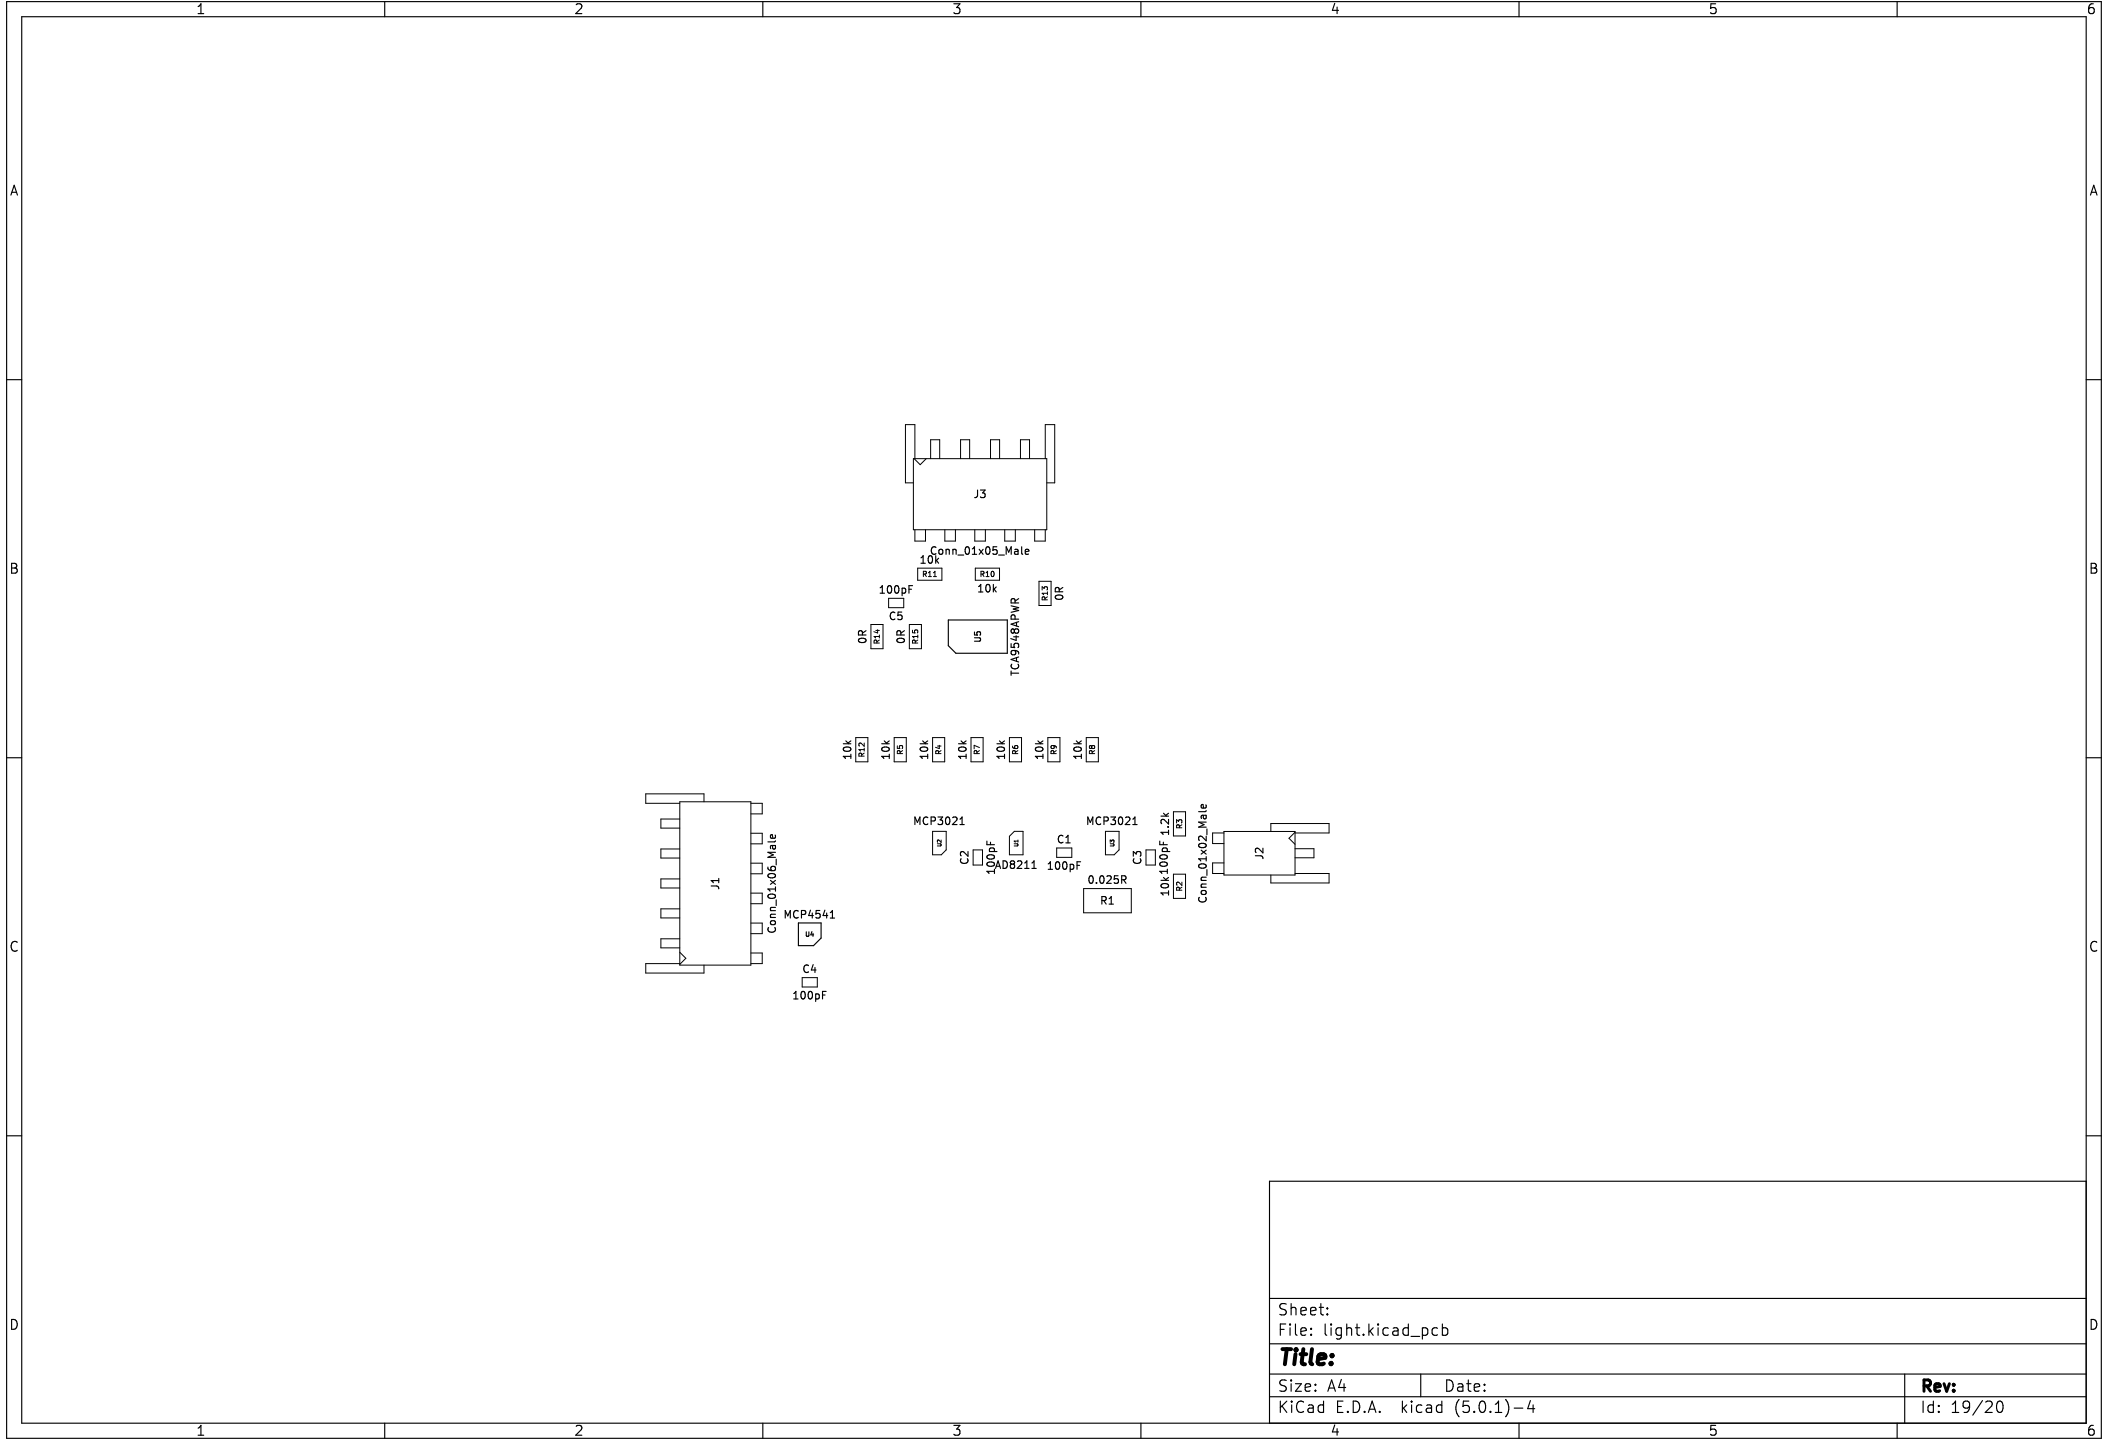 1 2 3 4 5 6
A A
J3
Conn_01x05_Male
10k
R11 R10
10k
R13 0R
100pF
C5
0R R14 0R R15
U5
TCA9548APWR
B B
10k R12 10k R5 10k R4 10k R7 10k R6 10k R9 10k R8
J1
Conn_01x06_Male
MCP3021
U2
C2 100pF
U1
AD8211
C1
100pF
MCP3021
U3
C3 100pF
1.2k R3
10k R2
Conn_01x02_Male
J2
0.025R
R1
MCP4541
U4
C4
100pF
C C
Sheet:
File: light.kicad_pcb
D D
Title:
Size: A4 Date: Rev:
KiCad E.D.A. kicad (5.0.1)-4 Id: 19/20
1 2 3 4 5 6